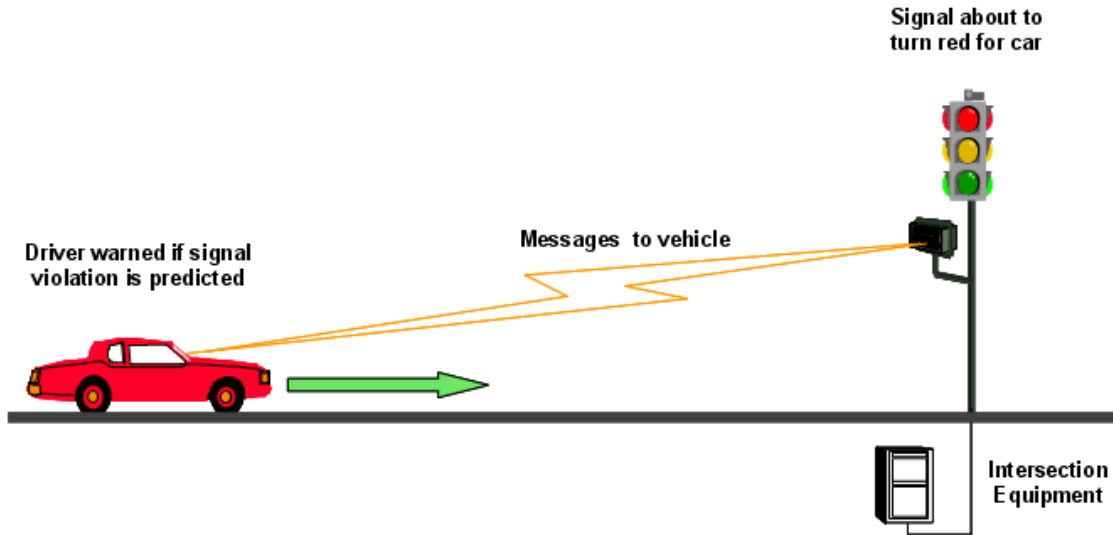 Signal about to
turn red for car
Messages to vehicle
Driver warned if signal
violation is predicted
Intersection
Equipment